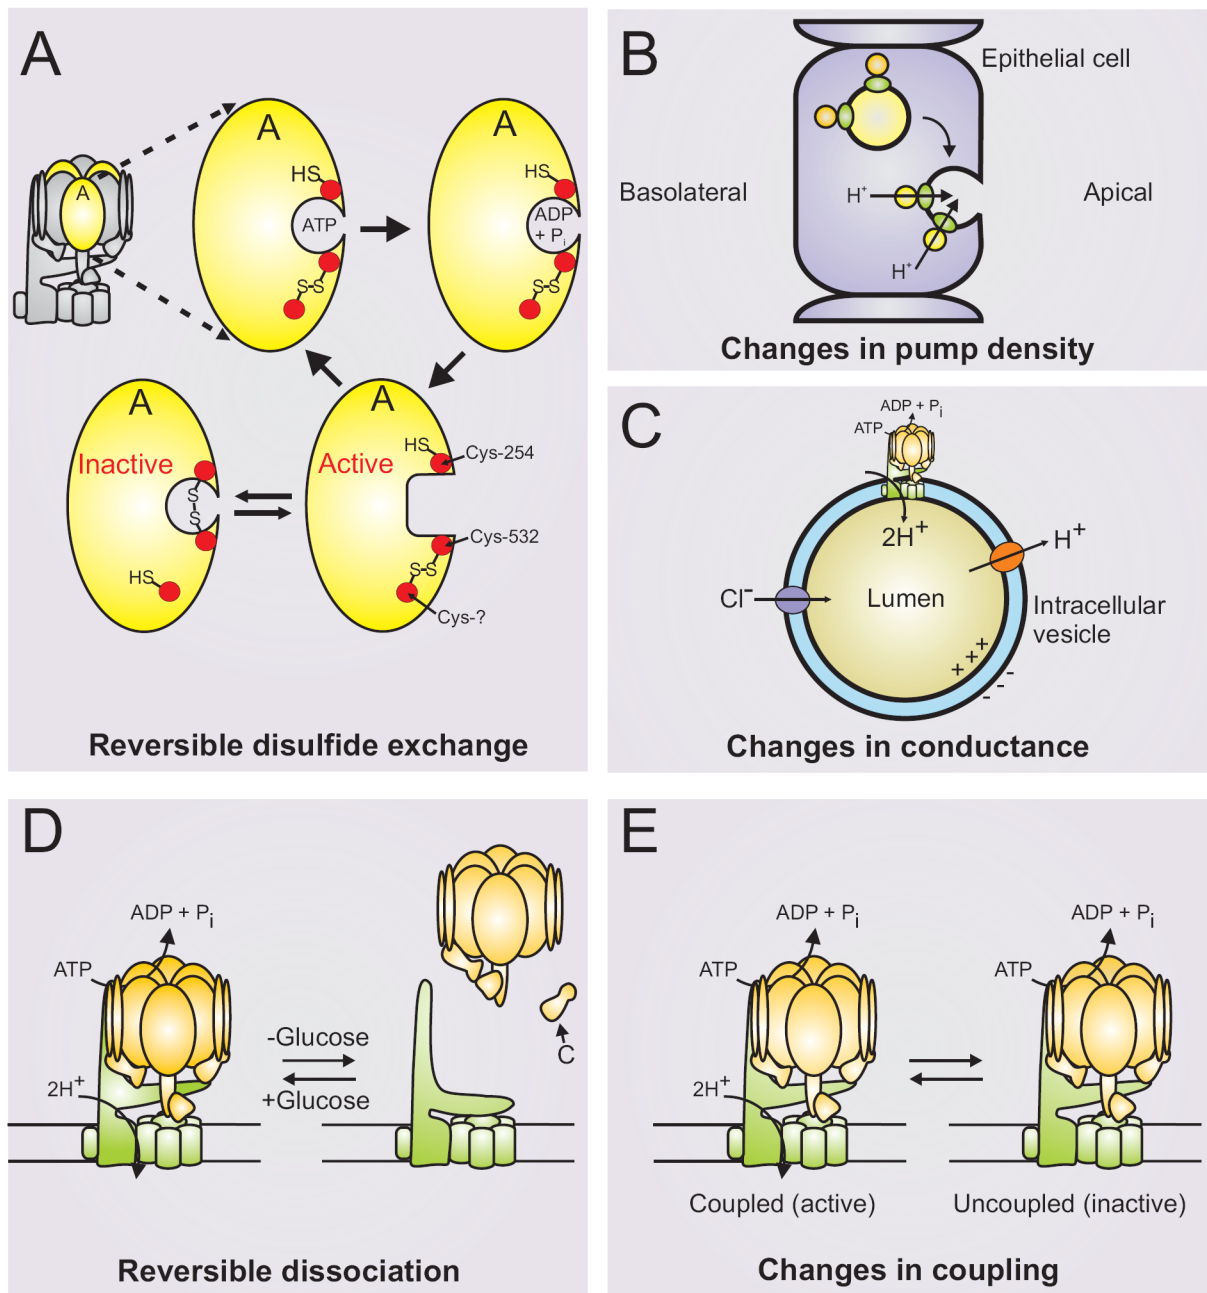 A
A
A
A
HS
HS
ATP
ADP
+ Pi
S-S
S-S
A
A
Inactive
Active
HS
Cys-254
S
S
Cys-532
S-S
HS
Cys-?
Reversible disulfide exchange
B
Epithelial cell
Basolateral
H+
Apical
H+
Changes in pump density
C
ADP + Pi
ATP
2H+
H+
Cl-
Lumen
Intracellular
vesicle
+ + +
- - -
Changes in conductance
D
ADP + Pi
ATP
-Glucose
+Glucose
2H+
C
Reversible dissociation
E
ADP + Pi
ADP + Pi
ATP
ATP
2H+
Coupled (active)
Uncoupled (inactive)
Changes in coupling